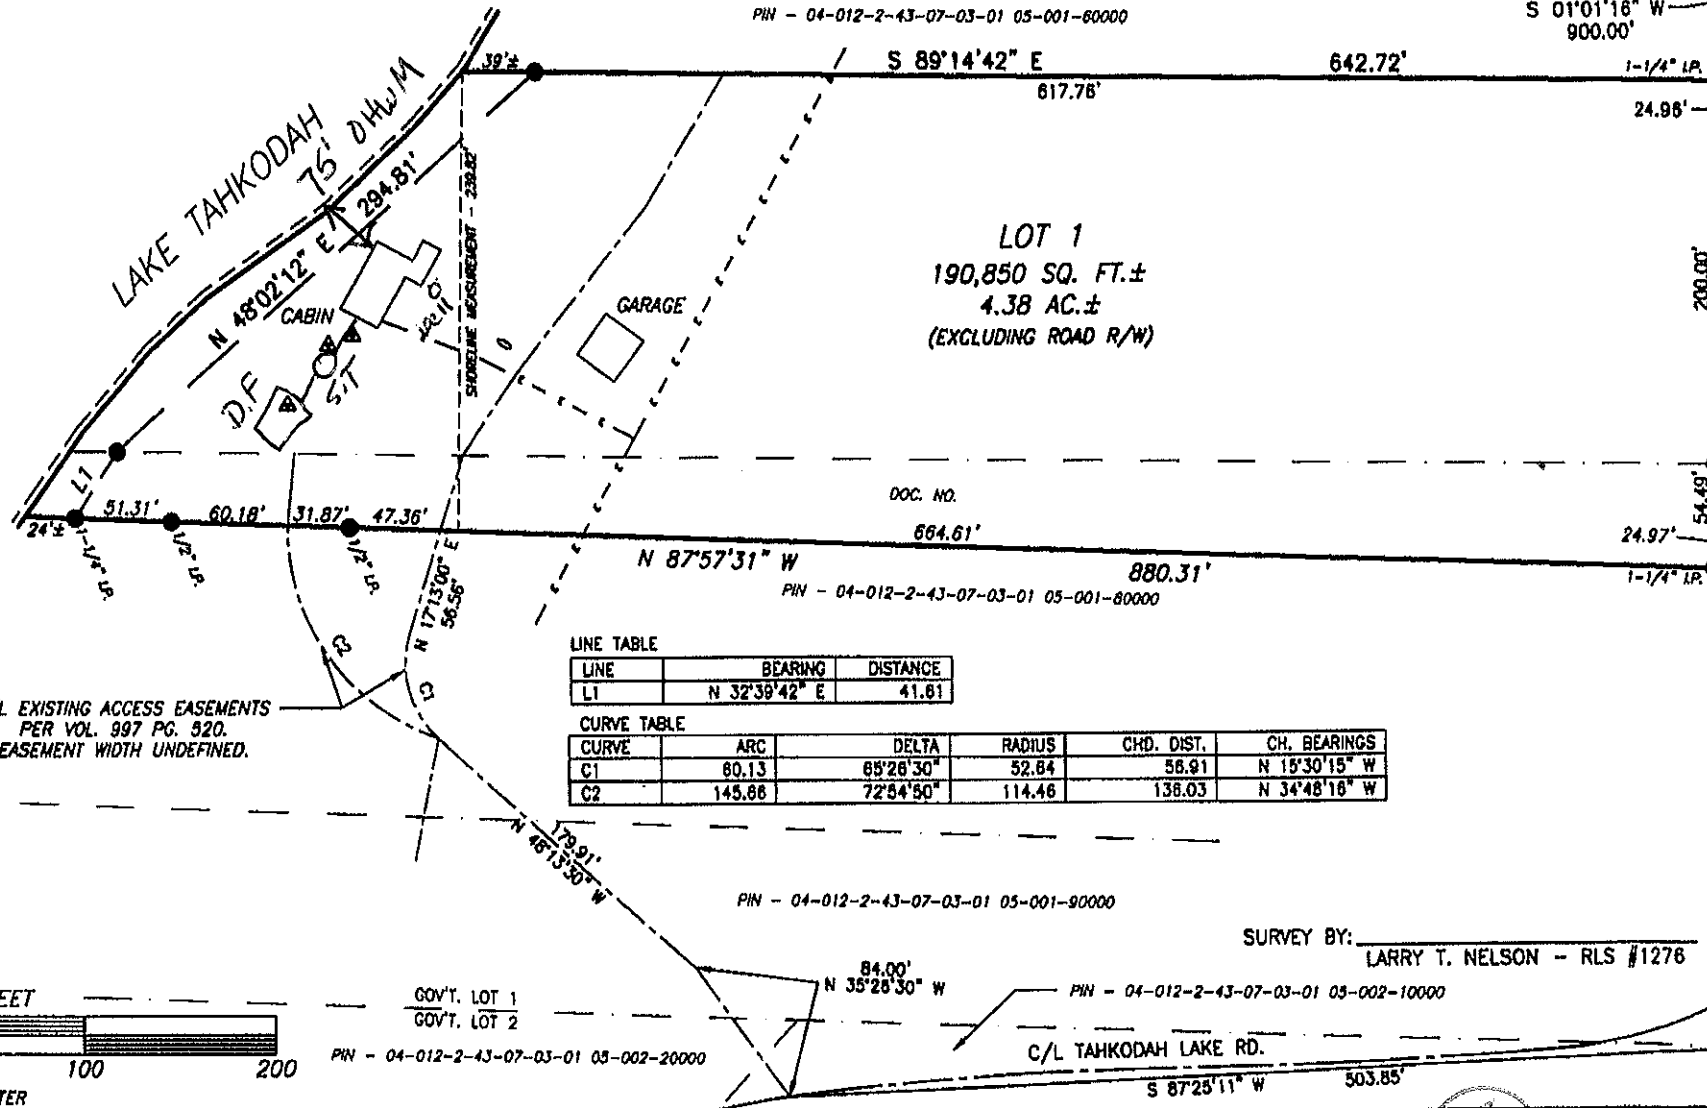 PIN - 04-012-2-43-07-03-01 05-001-60000
S 01°01'16" W
900.00'
39'±
S 89°14'42" E
642.72'
1-1/4" I.P.
617.76'
24.96'
LAKE TAHKODAH
75' OHWM
N 48°02'12" E
294.81'
SHORELINE MEASUREMENT - 239.82'
LOT 1
190,850 SQ. FT.±
4.38 AC.±
(EXCLUDING ROAD R/W)
200.00'
CABIN
well
GARAGE
D.F
S.T
L1
DOC. NO.
54.49'
24'±
51.31'
60.18'
31.87'
47.36'
664.61'
24.97'
1-1/4" I.P.
1/2" I.P.
1/2" I.P.
N 87°57'31" W
880.31'
1-1/4" I.P.
N 17°13'00" E
56.56'
PIN - 04-012-2-43-07-03-01 05-001-80000
C2
C1
L EXISTING ACCESS EASEMENTS
PER VOL. 997 PG. 520.
EASEMENT WIDTH UNDEFINED.
LINE TABLE
LINE BEARING DISTANCE
L1 N 32°39'42" E 41.61
CURVE TABLE
CURVE ARC DELTA RADIUS CHD. DIST. CH. BEARINGS
C1 60.13 65°26'30" 52.64 56.91 N 15°30'15" W
C2 145.66 72°54'50" 114.46 136.03 N 34°48'16" W
179.91'
N 48°13'30" W
PIN - 04-012-2-43-07-03-01 05-001-90000
SURVEY BY:
LARRY T. NELSON - RLS #1276
84.00'
N 35°28'30" W
PIN - 04-012-2-43-07-03-01 05-002-10000
EET
GOV'T. LOT 1
GOV'T. LOT 2
100 200
PIN - 04-012-2-43-07-03-01 05-002-20000
C/L TAHKODAH LAKE RD.
S 87°25'11" W
503.85'
TER